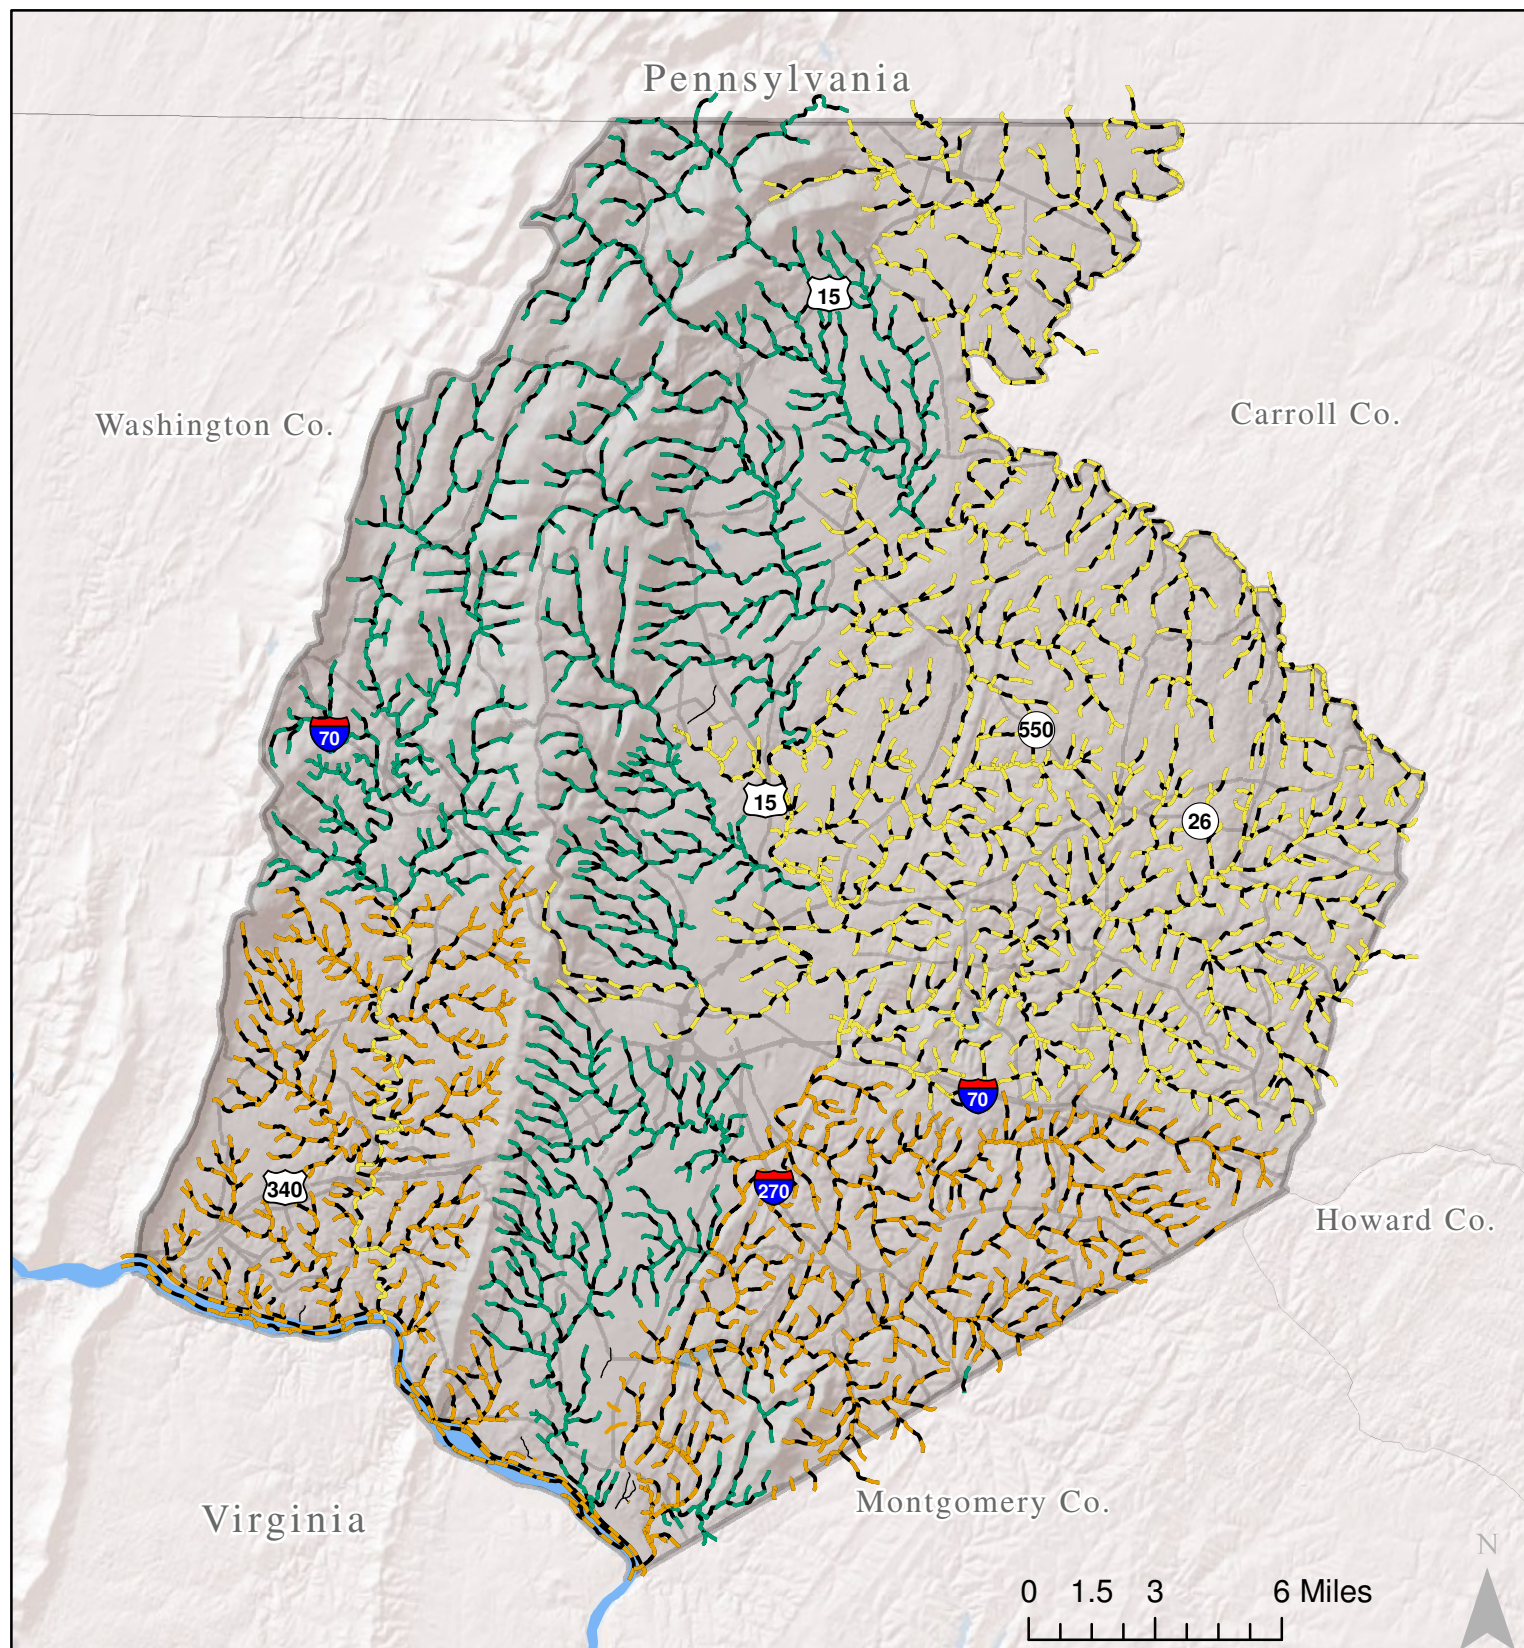 Pennsylvania
15
Washington Co.
Carroll Co.
70
550
15
26
70
340
270
Howard Co.
Montgomery Co.
Virginia
N
0 1.5 3 6 Miles